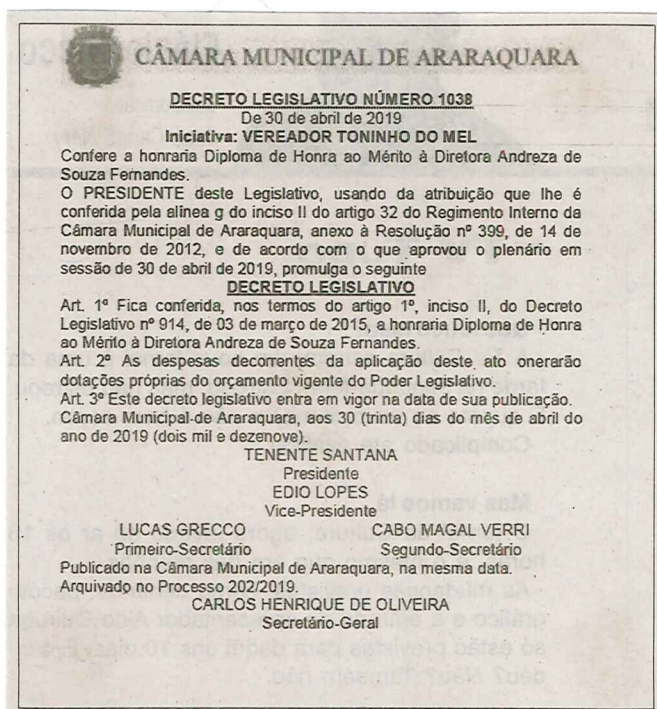 CÂMARA MUNICIPAL DE ARARAQUARA
DECRETO LEGISLATIVO NÚMERO 1038
De 30 de abril de 2019
Iniciativa: VEREADOR TONINHO DO MEL
Confere a honraria Diploma de Honra ao Mérito à Diretora Andreza de
Souza Fernandes.
O PRESIDENTE deste Legislativo, usando da atribuição que lhe é
conferida pela alínea g do inciso II do artigo 32 do Regimento Interno da
Câmara Municipal de Araraquara, anexo à Resolução nº 399, de 14 de
novembro de 2012, e de acordo com o que aprovou o plenário em
sessão de 30 de abril de 2019, promulga o seguinte
DECRETO LEGISLATIVO
Art. 1º Fica conferida, nos termos do artigo 1º, inciso II, do Decreto
Legislativo nº 914, de 03 de março de 2015, a honraria Diploma de Honra
ao Mérito à Diretora Andreza de Souza Fernandes.
Art. 2º As despesas decorrentes da aplicação deste ato onerarão
dotações próprias do orçamento vigente do Poder Legislativo.
Art. 3º Este decreto legislativo entra em vigor na data de sua publicação.
Câmara Municipal de Araraquara, aos 30 (trinta) dias do mês de abril do
ano de 2019 (dois mil e dezenove).
TENENTE SANTANA
Presidente
EDIO LOPES
Vice-Presidente
LUCAS GRECCO CABO MAGAL VERRI
Primeiro-Secretário Segundo-Secretário
Publicado na Câmara Municipal de Araraquara, na mesma data.
Arquivado no Processo 202/2019.
CARLOS HENRIQUE DE OLIVEIRA
Secretário-Geral